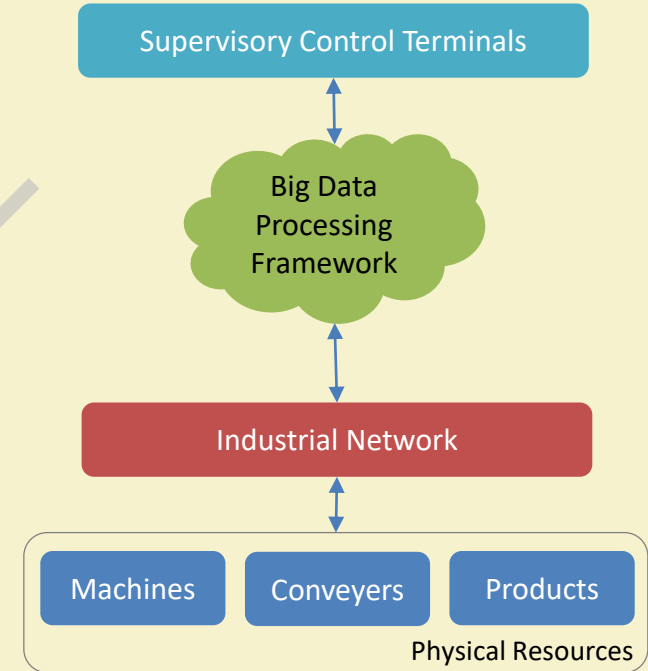 Supervisory Control Terminals
Big Data
Processing
Framework
Industrial Network
Machines
Conveyers
Products
Physical Resources